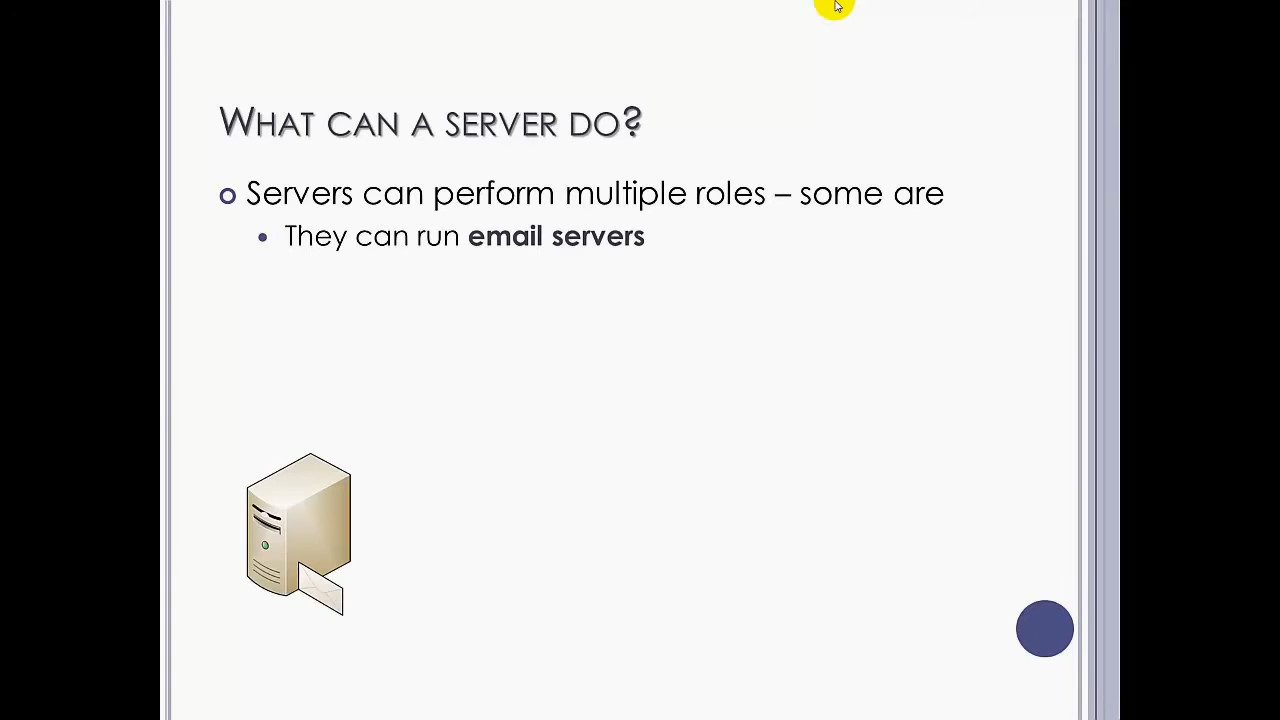 What can a server do?
Servers can perform multiple roles – some are
They can run email servers